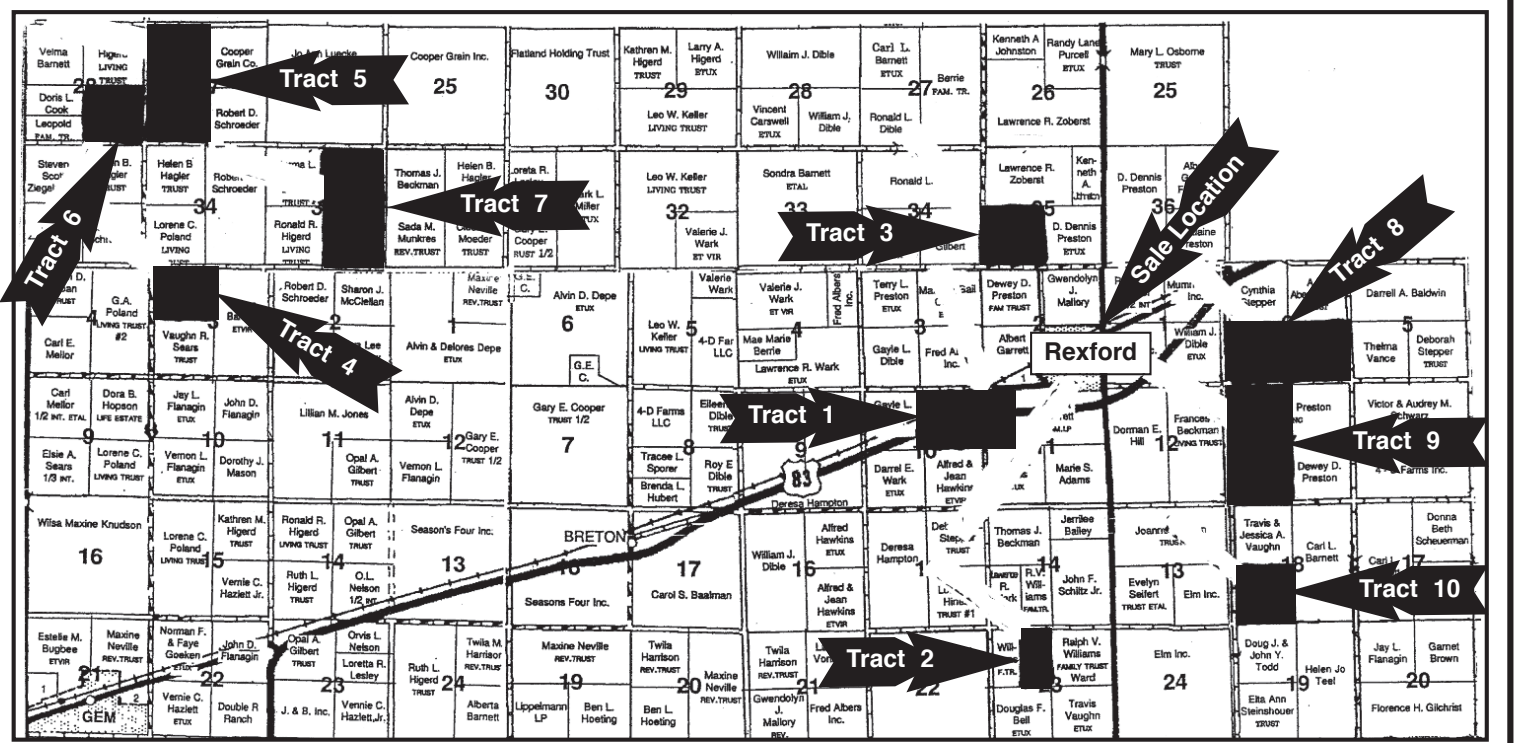 Velma
Barnett
Higerd
LIVING
TRUST
Cooper
Grain Co.
Tract 5
Cooper Grain Inc.
25
Flatland Holding Trust
30
Kathren M.
Higerd
TRUST
Larry A.
Higerd
ETUX
29
Leo W. Keller
LIVING TRUST
Willaim J. Dible
28
Vincent
Carswell
ETUX
William J.
Dible
Carl L.
Barnett
ETUX
27
Berrie
FAM. TR.
Ronald L.
Dible
Kenneth A
Johnston
Randy Lane
Purcell
ETUX
26
Lawrence R. Zoberst
Mary L. Osborne
TRUST
25
Doris L.
Cook
Leopold
FAM. TR.
Robert D.
Schroeder
Helen B
Hagler
TRUST
Schroeder
34
Lorene C.
Poland
LIVING
Ronald R.
Higerd
LIVING
TRUST
Thomas J.
Beckman
Helen B.
Tract 7
Sada M.
Munkres
REV.TRUST
Moeder
TRUST
Miller
Cooper
Leo W. Keller
LIVING TRUST
32
Valerie J.
Wark
ET VIR
Sondra Barnett
ETAL
33
Ronald L.
34
Tract 3
Lawrence R.
Zoberst
D. Dennis
Preston
ETUX
D. Dennis
Preston
36
Sale Location
Tract 6
Tract 8
4
G.A.
Poland
LIVING TRUST
#2
Carl E.
Mellor
Vaughn R.
Sears
TRUST
Tract 4
Robert D.
Schroeder
Sharon J.
McClellan
2
Maxine
Neville
REV.TRUST
1
Alvin & Delores Depe
ETUX
G.E.
C.
Alvin D. Depe
ETUX
6
G.E.
C.
Valerie
Wark
Leo W.
Keller
LIVING TRUST
5
4-D Far
LLC
Valerie J.
Wark
ET VIR
Fred Albers
Inc.
4
Mae Marie
Berrie
Lawrence R. Wark
ETUX
Terry L.
Preston
ETUX
3
Gayle L.
Dible
Dewey D.
Preston
FAM TRUST
Gwendolyn
J.
Mallory
Albert
Garrett
Rexford
William J.
Dible
ETUX
Cynthia
Stepper
Darrell A. Baldwin
5
Thelma
Vance
Deborah
Stepper
TRUST
Carl
Mellor
1/2 INT. ETAL
Dora B.
Hopson
LIFE ESTATE
9
Elsie A.
Sears
1/3 INT.
Lorene C.
Poland
LIVING TRUST
Jay L.
Flanagin
ETUX
John D.
Flanagin
10
Vernon L.
Flanagin
ETUX
Dorothy J.
Mason
Lillian M. Jones
11
Opal A.
Gilbert
TRUST
Alvin D.
Depe
ETUX
12
Gary E.
Cooper
TRUST 1/2
Vernon L.
Flanagin
Gary E. Cooper
TRUST 1/2
7
4-D Farms
LLC
8
Tracee L.
Sporer
Brenda L.
Hubert
Roy E
Dible
TRUST
Tract 1
9
83
Deresa Hampton
Darrel E.
Wark
ETUX
Alfred &
Jean
Hawkins
ETVIR
Marie S.
Adams
Dorman E.
Hill
12
Frances
Beckman
LIVING TRUST
Preston
Victor & Audrey M.
Schwarz
Tract 9
Dewey D.
Preston
Farms Inc.
Wilsa Maxine Knudson
16
Lorene C.
Poland
LIVING TRUST
Kathren M.
Higerd
TRUST
15
Vernie C.
Hazlett Jr.
Ronald R.
Higerd
LIVING TRUST
Opal A.
Gilbert
TRUST
14
Ruth L.
Higerd
TRUST
O.L.
Nelson
1/2 INT.
Season's Four Inc.
13
BRETON
18
Seasons Four Inc.
17
Carol S. Baalman
William J.
Dible
Alfred
Hawkins
ETUX
16
Alfred &
Jean
Hawkins
ETVIR
Deresa
Hampton
TRUST
TRUST #1
Thomas J.
Beckman
Jerrilee
Bailey
14
R.V.
Wil-
liams
FAM.TR.
John F.
Schiltz Jr.
Joanne
13
Evelyn
Seifert
TRUST ETAL
Elm Inc.
Travis &
Jessica A.
Vaughn
18
Carl L.
Barnett
Donna
Beth
Scheuerman
17
Tract 10
Estelle M.
Bugbee
ETVIR
Maxine
Neville
REV.TRUST
21
1
2
GEM
Norman F.
& Faye
Goeken
ETUX
John D.
Flanagin
22
Vernie C.
Hazlett
ETUX
Double R
Ranch
Opal A.
Gilbert
TRUST
Orvis L.
Nelson
Loretta R.
Lesley
23
J. & B. Inc.
Vennie C.
Hazlett,Jr.
Ruth L.
Higerd
TRUST
Twila M.
Harrison
REV.TRUST
24
Alberta
Barnett
Maxine Neville
REV.TRUST
19
Lippelmann
LP
Ben L.
Hoeting
Twila
Harrison
REV.TRUST
20
Maxine
Neville
REV.TRUST
Ben L.
Hoeting
Twila
Harrison
REV.TRUST
21
Gwendolyn
J.
Mallory
REV.
Fred Albers
Inc.
Tract 2
22
Will-
F.TR.
Ralph V.
Williams
FAMILY TRUST
Ward
23
Douglas F.
Bell
ETUX
Travis
Vaughn
ETUX
Elm Inc.
24
Doug J. &
John Y.
Todd
Helen Jo
Teel
19
Elta Ann
Steinshouer
TRUST
Jay L.
Flanagin
Garnet
Brown
20
Florence H. Gilchrist